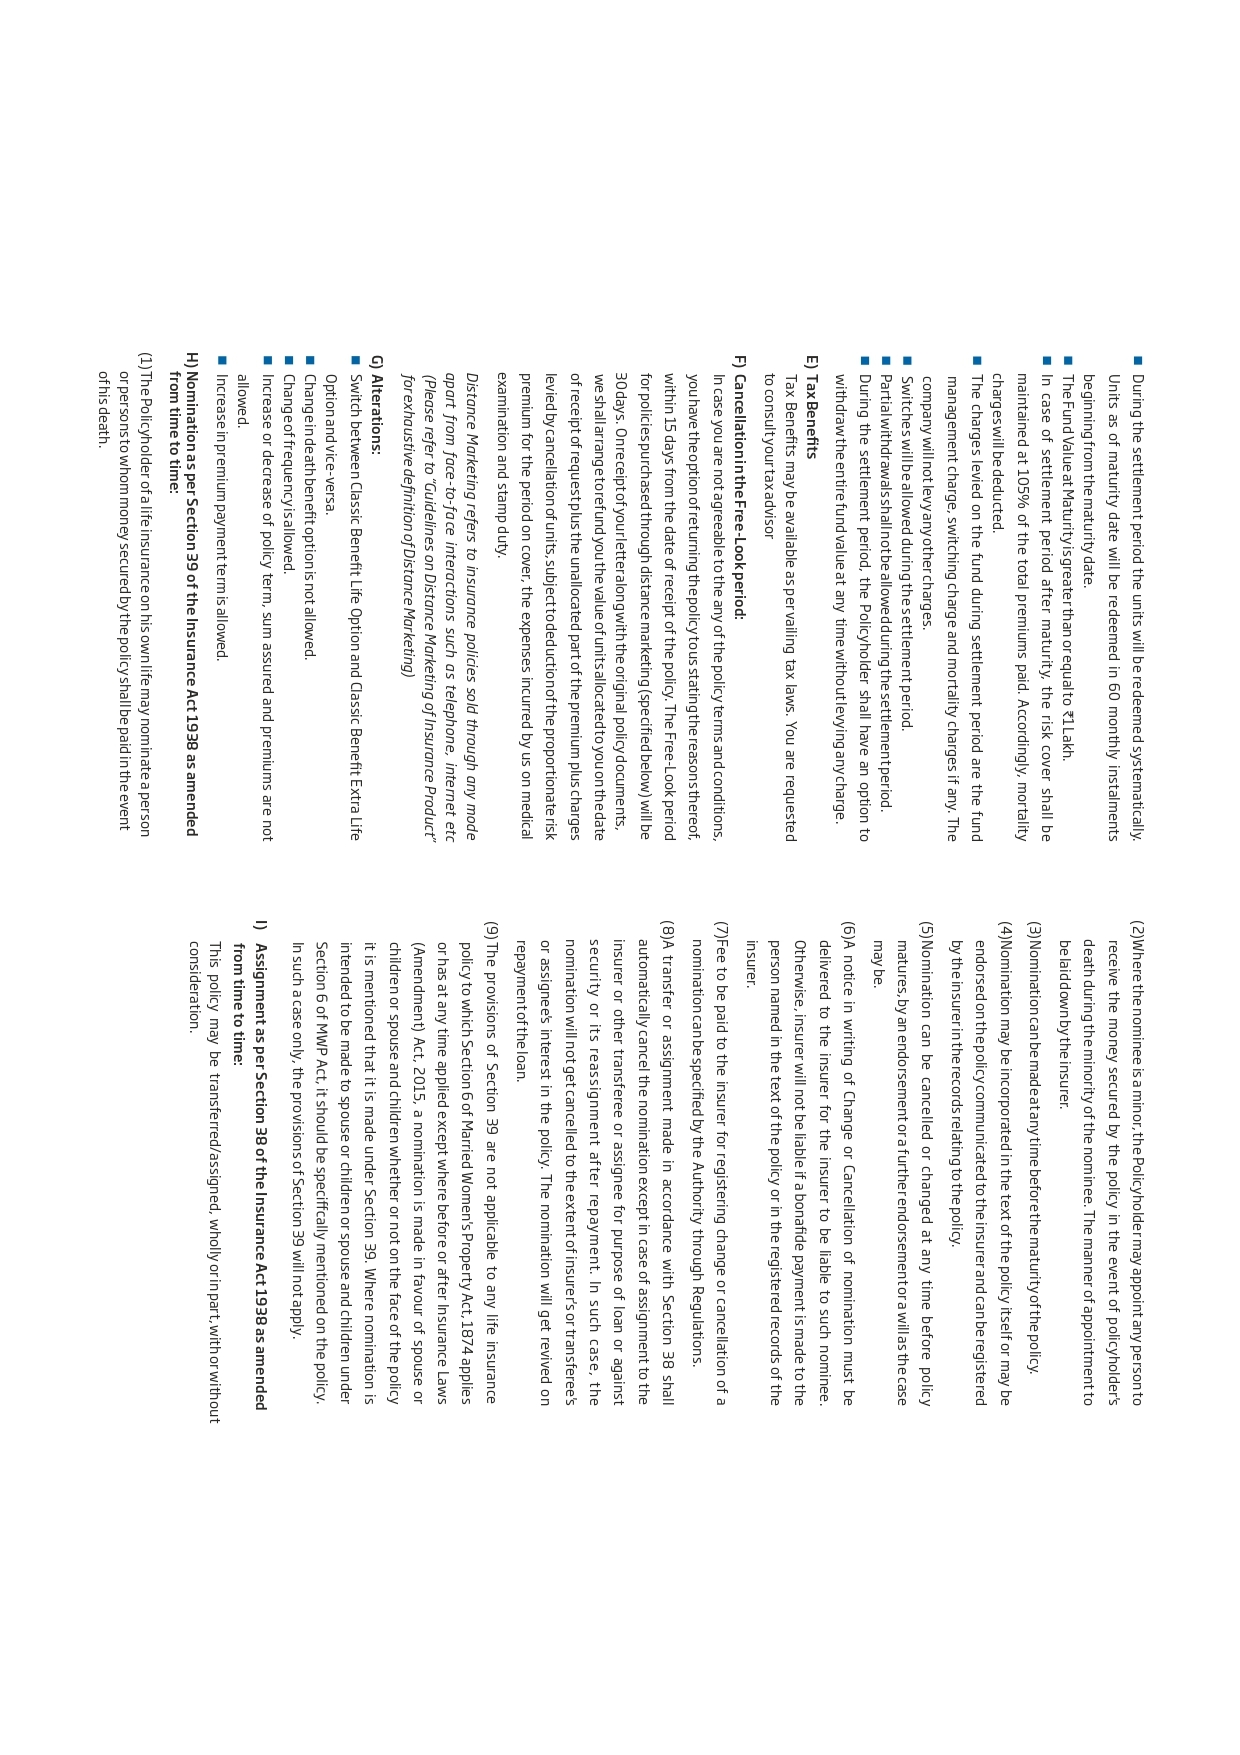 ■ During the settlement period the units will be redeemed systematically.
Units as of maturity date will be redeemed in 60 monthly instalments
beginning from the maturity date.
■ The Fund Value at Maturity is greater than or equal to ₹1 Lakh.
■ In case of settlement period after maturity, the risk cover shall be
maintained at 105% of the total premiums paid. Accordingly, mortality
charges will be deducted.
■ The charges levied on the fund during settlement period are the fund
management charge, switching charge and mortality charges if any. The
company will not levy any other charges.
■ Switches will be allowed during the settlement period.
■ Partial withdrawals shall not be allowed during the settlement period.
■ During the settlement period, the Policyholder shall have an option to
withdraw the entire fund value at any time without levying any charge.
E) Tax Benefits
Tax Benefits may be available as per vailing tax laws. You are requested
to consult your tax advisor
F) Cancellation in the Free-Look period:
In case you are not agreeable to the any of the policy terms and conditions,
you have the option of returning the policy to us stating the reasons thereof,
within 15 days from the date of receipt of the policy. The Free-Look period
for policies purchased through distance marketing (specified below) will be
30 days. On receipt of your letter along with the original policy documents,
we shall arrange to refund you the value of units allocated to you on the date
of receipt of request plus the unallocated part of the premium plus charges
levied by cancellation of units, subject to deduction of the proportionate risk
premium for the period on cover, the expenses incurred by us on medical
examination and stamp duty.
Distance Marketing refers to insurance policies sold through any mode
apart from face-to-face interactions such as telephone, internet etc
(Please refer to “Guidelines on Distance Marketing of Insurance Product”
for exhaustive definition of Distance Marketing)
G) Alterations:
■ Switch between Classic Benefit Life Option and Classic Benefit Extra Life
Option and vice-versa.
■ Change in death benefit option is not allowed.
■ Change of frequency is allowed.
■ Increase or decrease of policy term, sum assured and premiums are not
allowed.
■ Increase in premium payment term is allowed.
H) Nomination as per Section 39 of the Insurance Act 1938 as amended
from time to time:
(1) The Policyholder of a life insurance on his own life may nominate a person
or persons to whom money secured by the policy shall be paid in the event
of his death.
(2) Where the nominee is a minor, the Policyholder may appoint any person to
receive the money secured by the policy in the event of policyholder’s
death during the minority of the nominee. The manner of appointment to
be laid down by the insurer.
(3) Nomination can be made at any time before the maturity of the policy.
(4) Nomination may be incorporated in the text of the policy itself or may be
endorsed on the policy communicated to the insurer and can be registered
by the insurer in the records relating to the policy.
(5) Nomination can be cancelled or changed at any time before policy
matures, by an endorsement or a further endorsement or a will as the case
may be.
(6) A notice in writing of Change or Cancellation of nomination must be
delivered to the insurer for the insurer to be liable to such nominee.
Otherwise, insurer will not be liable if a bonafide payment is made to the
person named in the text of the policy or in the registered records of the
insurer.
(7) Fee to be paid to the insurer for registering change or cancellation of a
nomination can be specified by the Authority through Regulations.
(8) A transfer or assignment made in accordance with Section 38 shall
automatically cancel the nomination except in case of assignment to the
insurer or other transferee or assignee for purpose of loan or against
security or its reassignment after repayment. In such case, the
nomination will not get cancelled to the extent of insurer’s or transferee’s
or assignee’s interest in the policy. The nomination will get revived on
repayment of the loan.
(9) The provisions of Section 39 are not applicable to any life insurance
policy to which Section 6 of Married Women’s Property Act, 1874 applies
or has at any time applied except where before or after Insurance Laws
(Amendment) Act, 2015, a nomination is made in favour of spouse or
children or spouse and children whether or not on the face of the policy
it is mentioned that it is made under Section 39. Where nomination is
intended to be made to spouse or children or spouse and children under
Section 6 of MWP Act, it should be speciffcally mentioned on the policy.
In such a case only, the provisions of Section 39 will not apply.
I) Assignment as per Section 38 of the Insurance Act 1938 as amended
from time to time:
This policy may be transferred/assigned, wholly or in part, with or without
consideration.